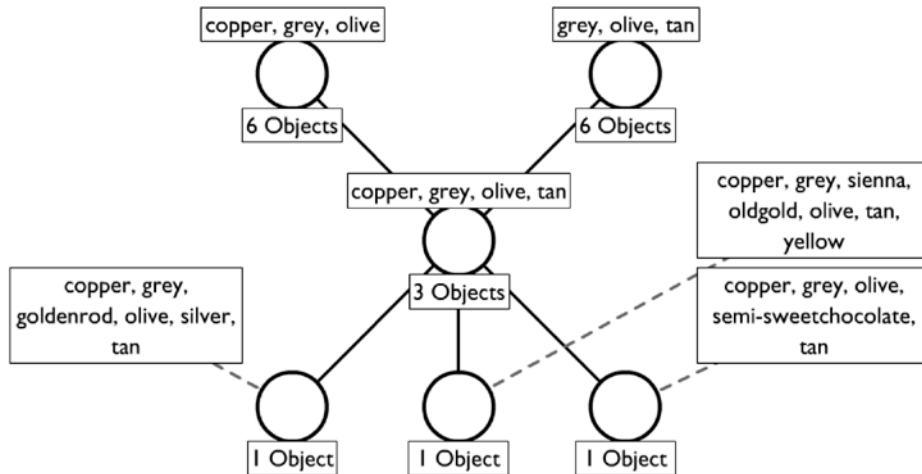 copper, grey, olive
grey, olive, tan
6 Objects
6 Objects
copper, grey, olive, tan
copper, grey, sienna,
oldgold, olive, tan,
yellow
3 Objects
copper, grey,
goldenrod, olive, silver,
tan
copper, grey, olive,
semi-sweetchocolate,
tan
1 Object
1 Object
1 Object